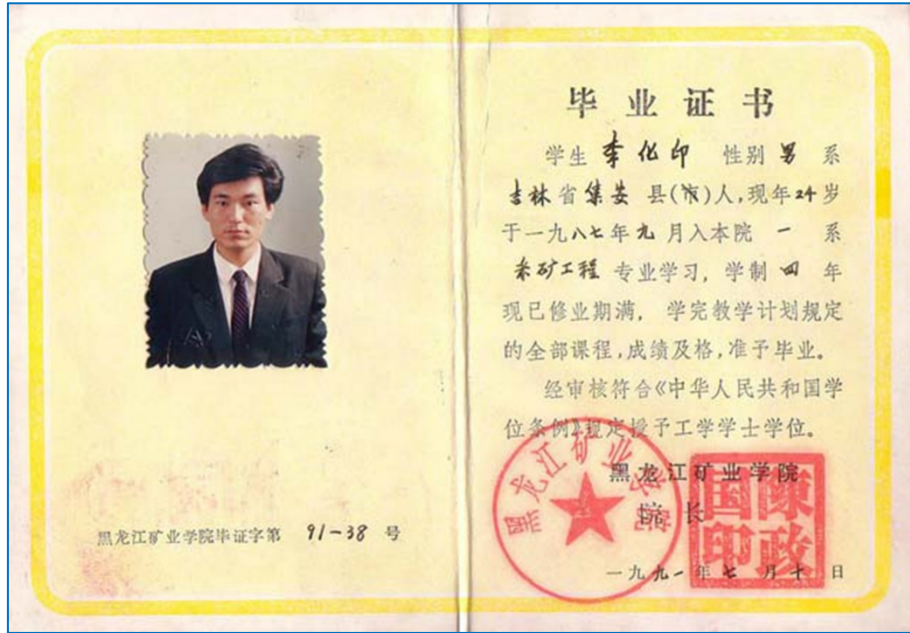 黑龙江矿业学院毕证字第 91-38 号
毕业证书
学生 李化印 性别 男 系
吉林省集安县(市)人,现年24岁
于一九八七年九月入本院 一 系
采矿工程 专业学习, 学制 四 年
现已修业期满, 学完教学计划规定
的全部课程,成绩及格,准予毕业。
经审核符合《中华人民共和国学
位条例》规定授予工学学士学位。
黑龙江矿业学院
院长
陈政国印
黑龙江矿业学院
一九九一年七月十日